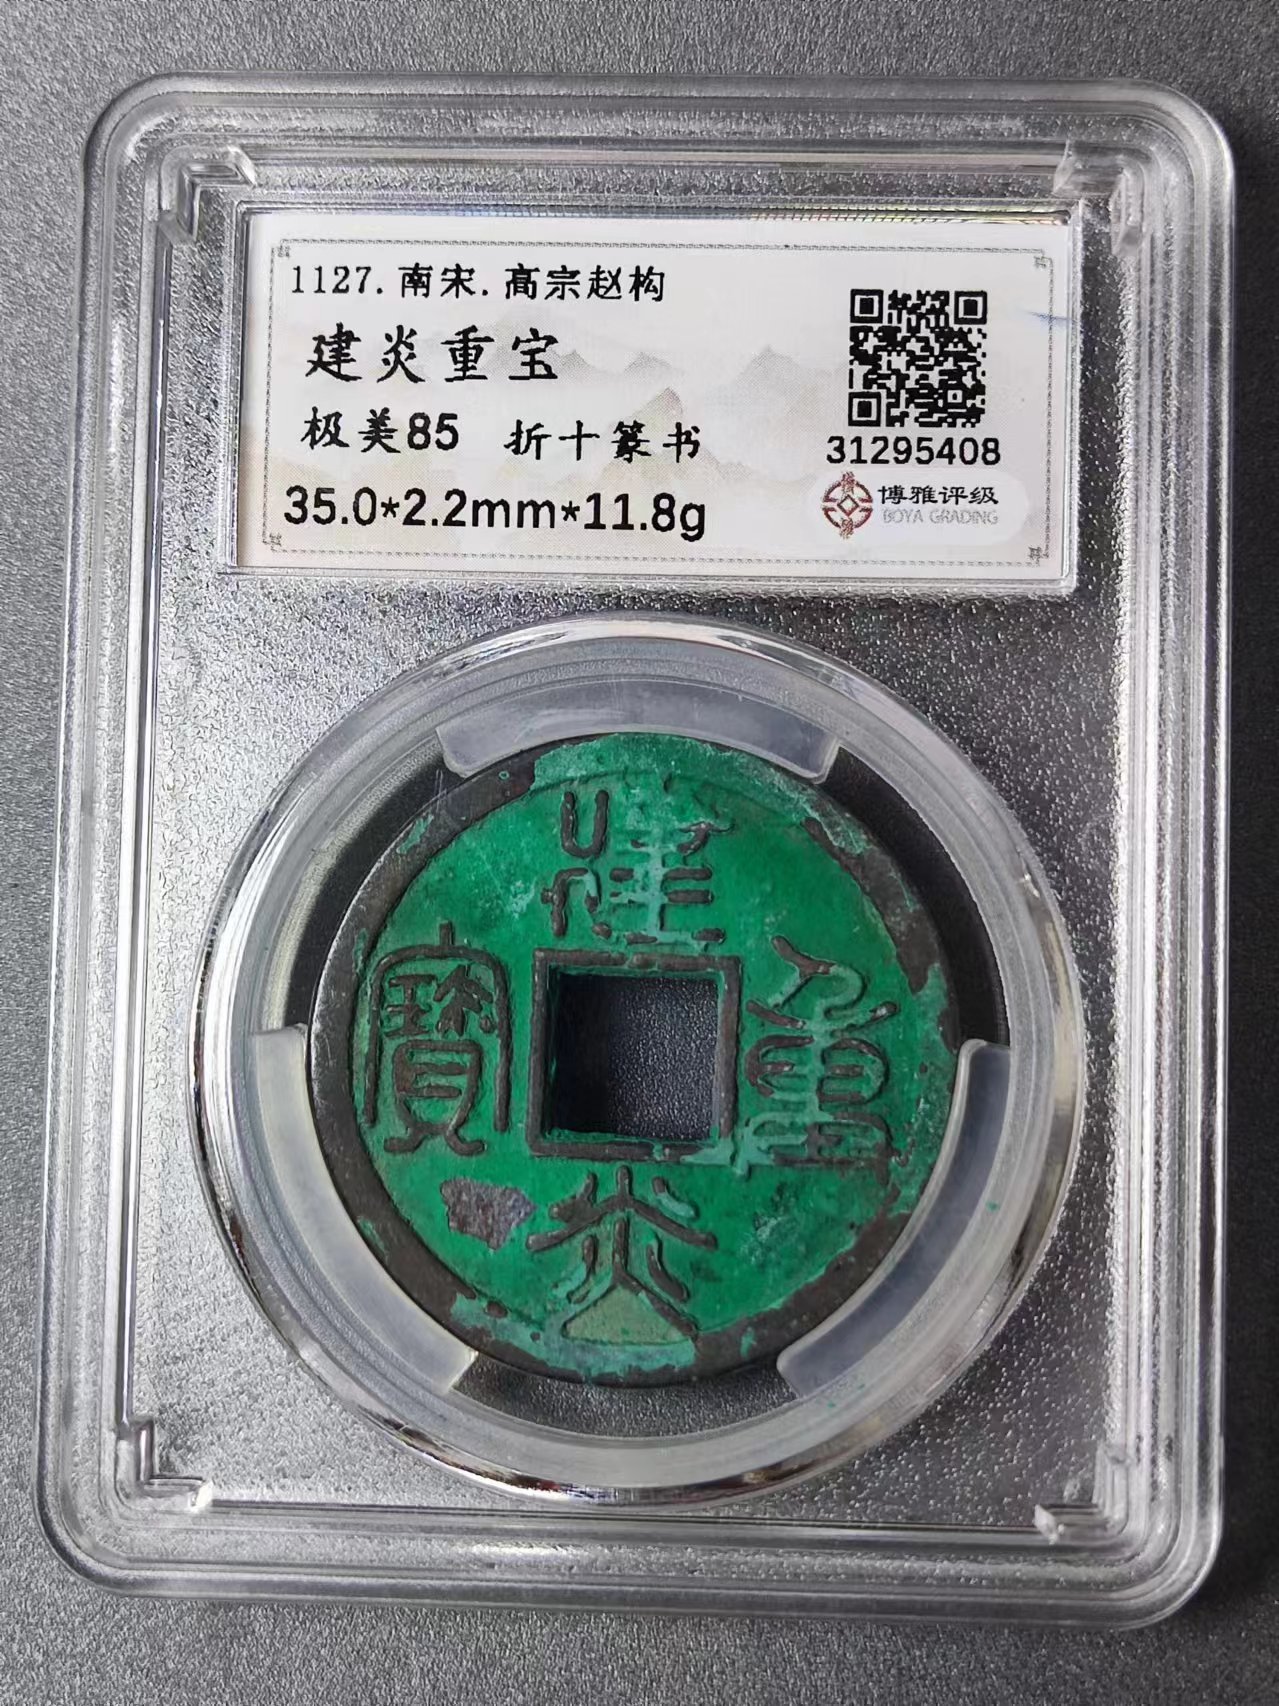 1127.南宋.高宗赵构
建炎重宝
极美85 折十篆书
35.0*2.2mm*11.8g
31295408
博雅评级
BOYA GRADING
建
重
炎
寶